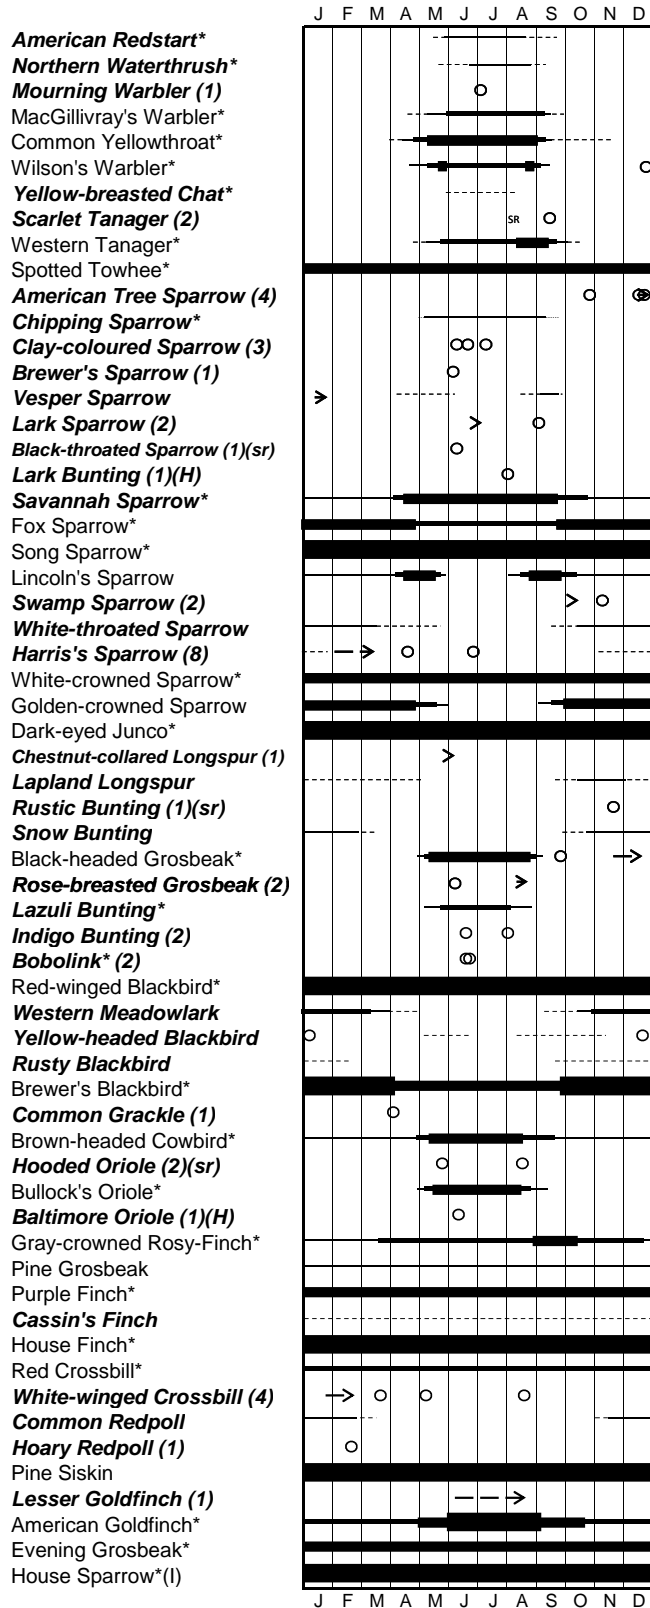 J F M A M J J A S O N D
American Redstart*
Northern Waterthrush*
Mourning Warbler (1)
MacGillivray's Warbler*
Common Yellowthroat*
Wilson's Warbler*
Yellow-breasted Chat*
Scarlet Tanager (2) SR
Western Tanager*
Spotted Towhee*
American Tree Sparrow (4)
Chipping Sparrow*
Clay-coloured Sparrow (3)
Brewer's Sparrow (1)
Vesper Sparrow
Lark Sparrow (2)
Black-throated Sparrow (1)(sr)
Lark Bunting (1)(H)
Savannah Sparrow*
Fox Sparrow*
Song Sparrow*
Lincoln's Sparrow
Swamp Sparrow (2)
White-throated Sparrow
Harris's Sparrow (8)
White-crowned Sparrow*
Golden-crowned Sparrow
Dark-eyed Junco*
Chestnut-collared Longspur (1)
Lapland Longspur
Rustic Bunting (1)(sr)
Snow Bunting
Black-headed Grosbeak*
Rose-breasted Grosbeak (2)
Lazuli Bunting*
Indigo Bunting (2)
Bobolink* (2)
Red-winged Blackbird*
Western Meadowlark
Yellow-headed Blackbird
Rusty Blackbird
Brewer's Blackbird*
Common Grackle (1)
Brown-headed Cowbird*
Hooded Oriole (2)(sr)
Bullock's Oriole*
Baltimore Oriole (1)(H)
Gray-crowned Rosy-Finch*
Pine Grosbeak
Purple Finch*
Cassin's Finch
House Finch*
Red Crossbill*
White-winged Crossbill (4)
Common Redpoll
Hoary Redpoll (1)
Pine Siskin
Lesser Goldfinch (1)
American Goldfinch*
Evening Grosbeak*
House Sparrow*(I)
J F M A M J J A S O N D